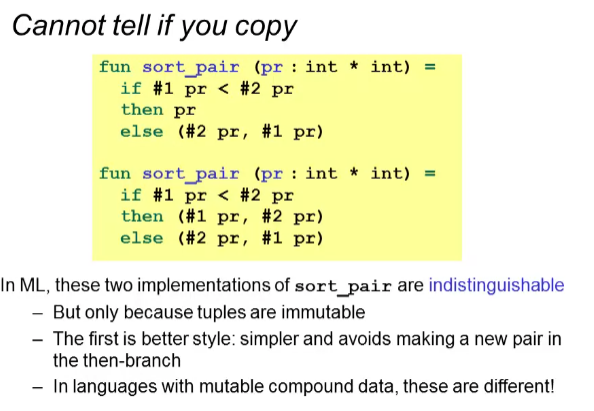 Cannot tell if you copy
fun sort_pair (pr : int * int) =
if #1 pr < #2 pr
then pr
else (#2 pr, #1 pr)
fun sort_pair (pr : int * int) =
if #1 pr < #2 pr
then (#1 pr, #2 pr)
else (#2 pr, #1 pr)
In ML, these two implementations of sort_pair are indistinguishable
– But only because tuples are immutable
– The first is better style: simpler and avoids making a new pair in
the then-branch
– In languages with mutable compound data, these are different!